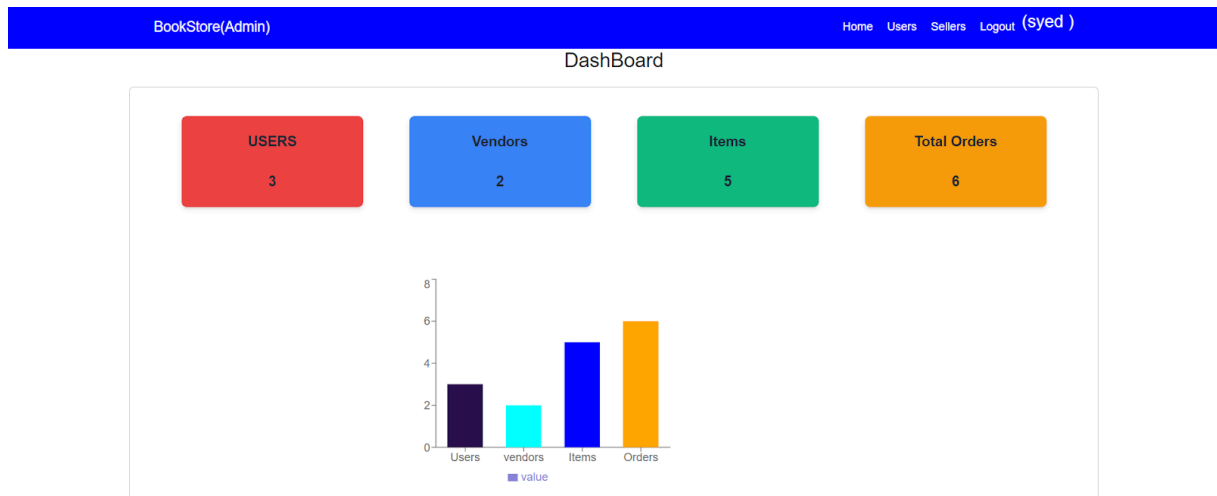 BookStore(Admin) Home Users Sellers Logout (syed )
DashBoard
USERS Vendors Items Total Orders
3 2 5 6
8
6
4
2
0
Users vendors Items Orders
value